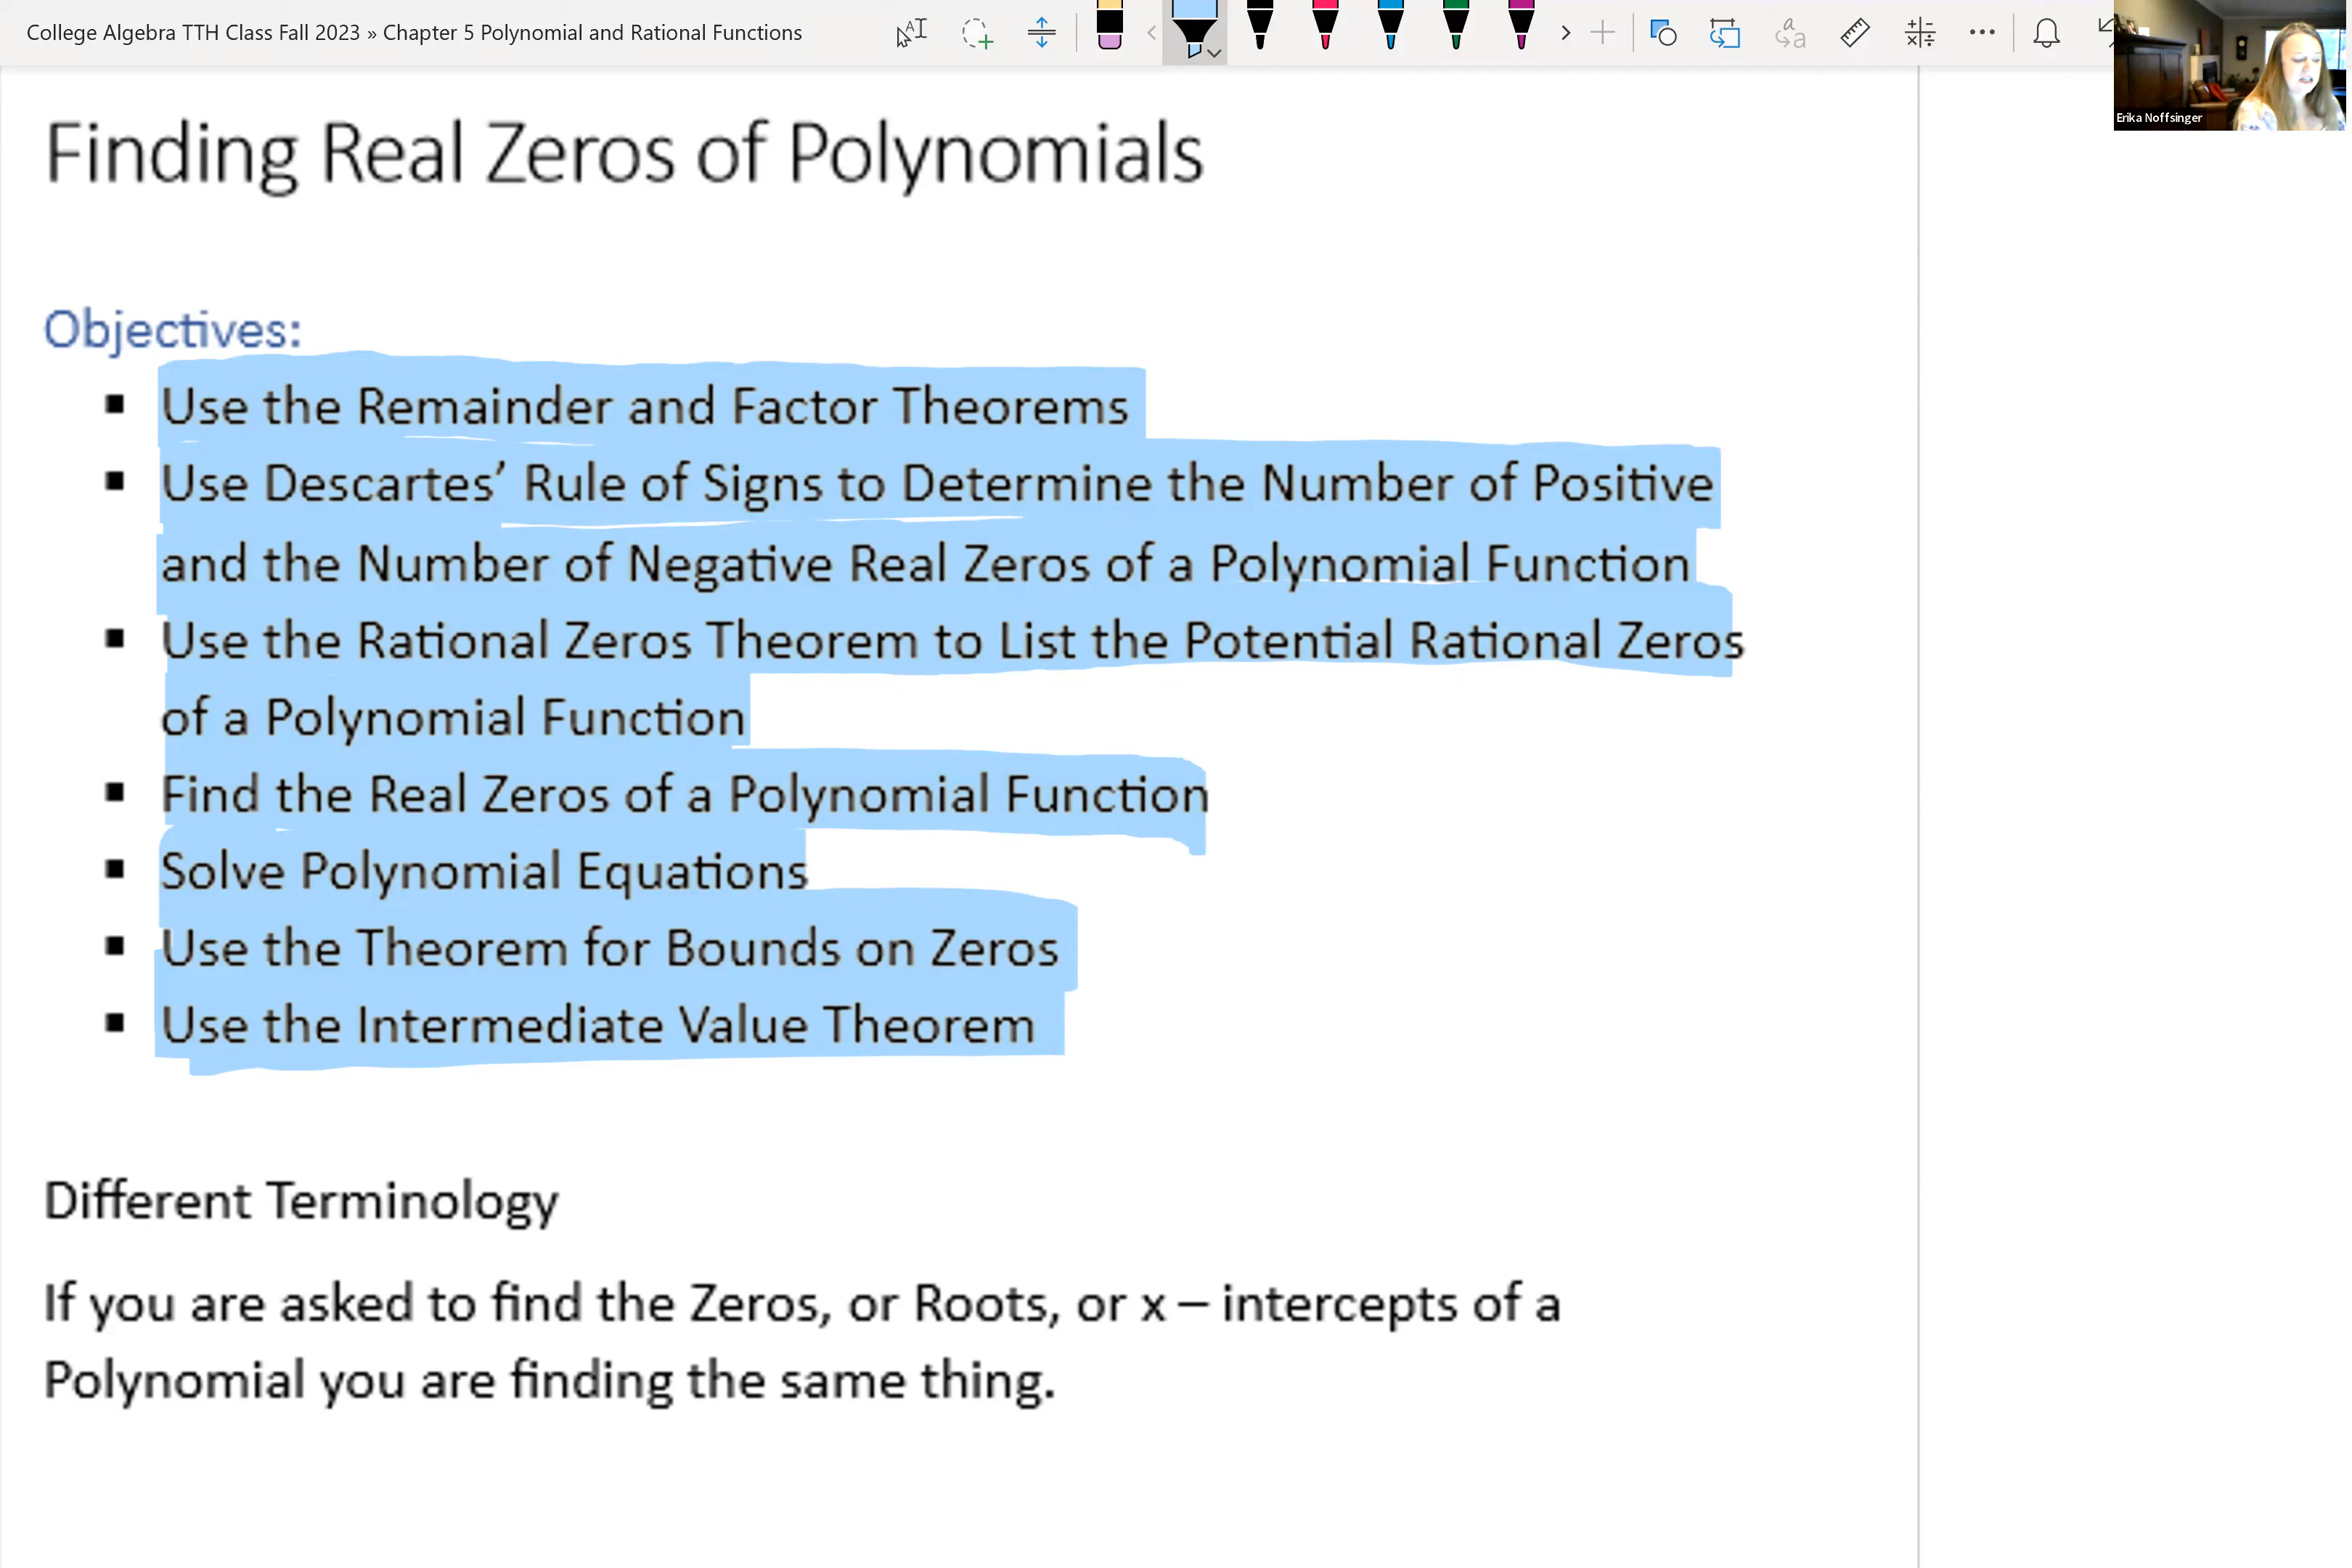 College Algebra TTH Class Fall 2023 » Chapter 5 Polynomial and Rational Functions
Erika Noffsinger
Finding Real Zeros of Polynomials
Objectives:
▪ Use the Remainder and Factor Theorems
▪ Use Descartes’ Rule of Signs to Determine the Number of Positive
and the Number of Negative Real Zeros of a Polynomial Function
▪ Use the Rational Zeros Theorem to List the Potential Rational Zeros
of a Polynomial Function
▪ Find the Real Zeros of a Polynomial Function
▪ Solve Polynomial Equations
▪ Use the Theorem for Bounds on Zeros
▪ Use the Intermediate Value Theorem
Different Terminology
If you are asked to find the Zeros, or Roots, or x – intercepts of a
Polynomial you are finding the same thing.